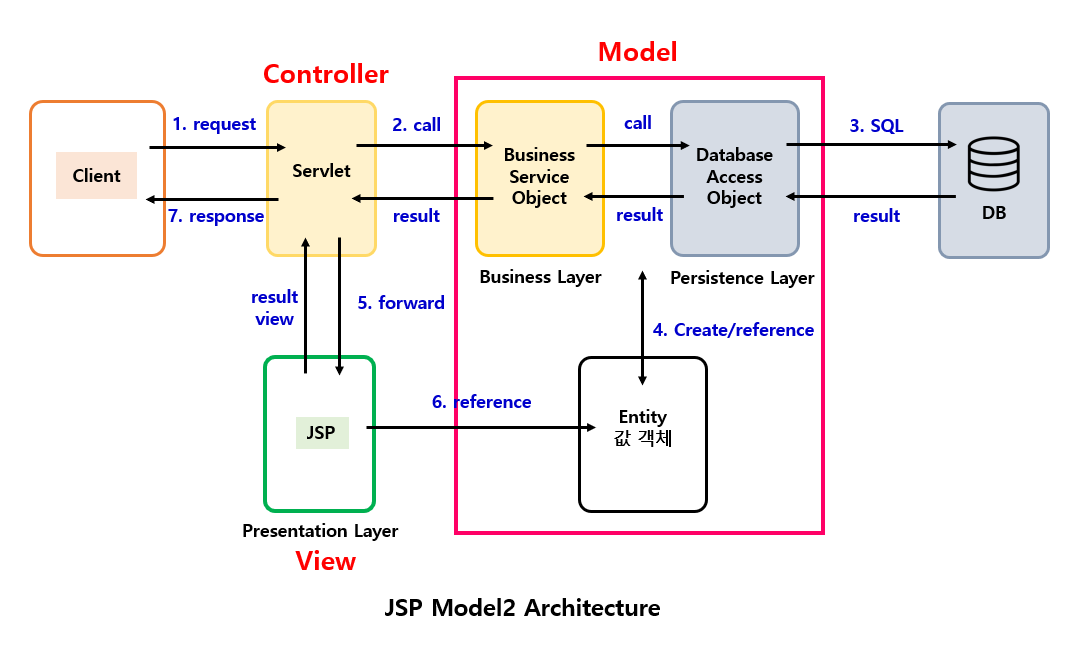 Model
Controller
1. request
2. call
call
3. SQL
Client
Servlet
Business
Service
Object
Database
Access
Object
DB
7. response
result
result
result
Business Layer
Persistence Layer
result
view
5. forward
4. Create/reference
6. reference
JSP
Entity
값 객체
Presentation Layer
View
JSP Model2 Architecture